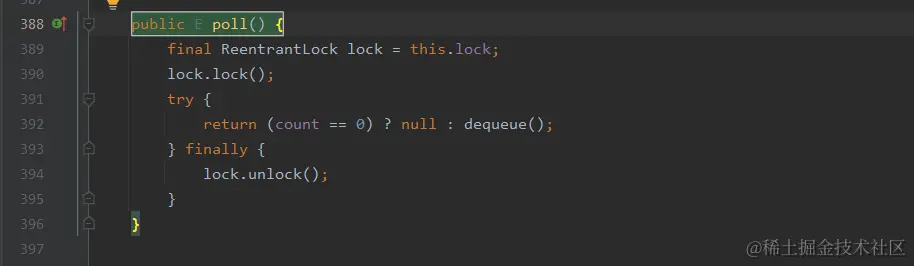 387
388 public E poll() {
389 final ReentrantLock lock = this.lock;
390 lock.lock();
391 try {
392 return (count == 0) ? null : dequeue();
393 } finally {
394 lock.unlock();
395 }
396 }
397
@稀土掘金技术社区